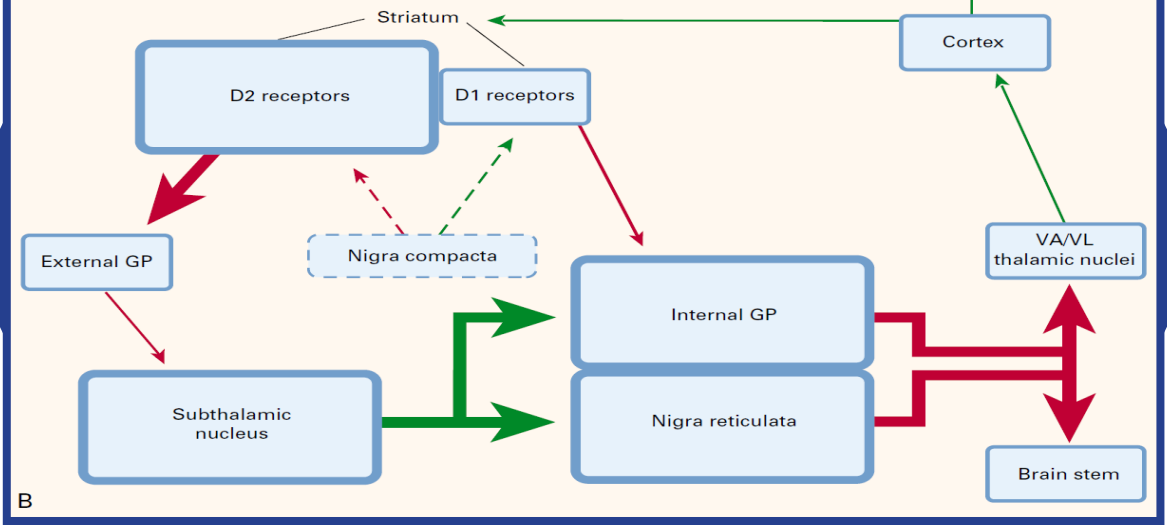 Striatum
Cortex
D2 receptors
D1 receptors
Nigra compacta
External GP
VA/VL
thalamic nuclei
Internal GP
Subthalamic
nucleus
Nigra reticulata
Brain stem
B